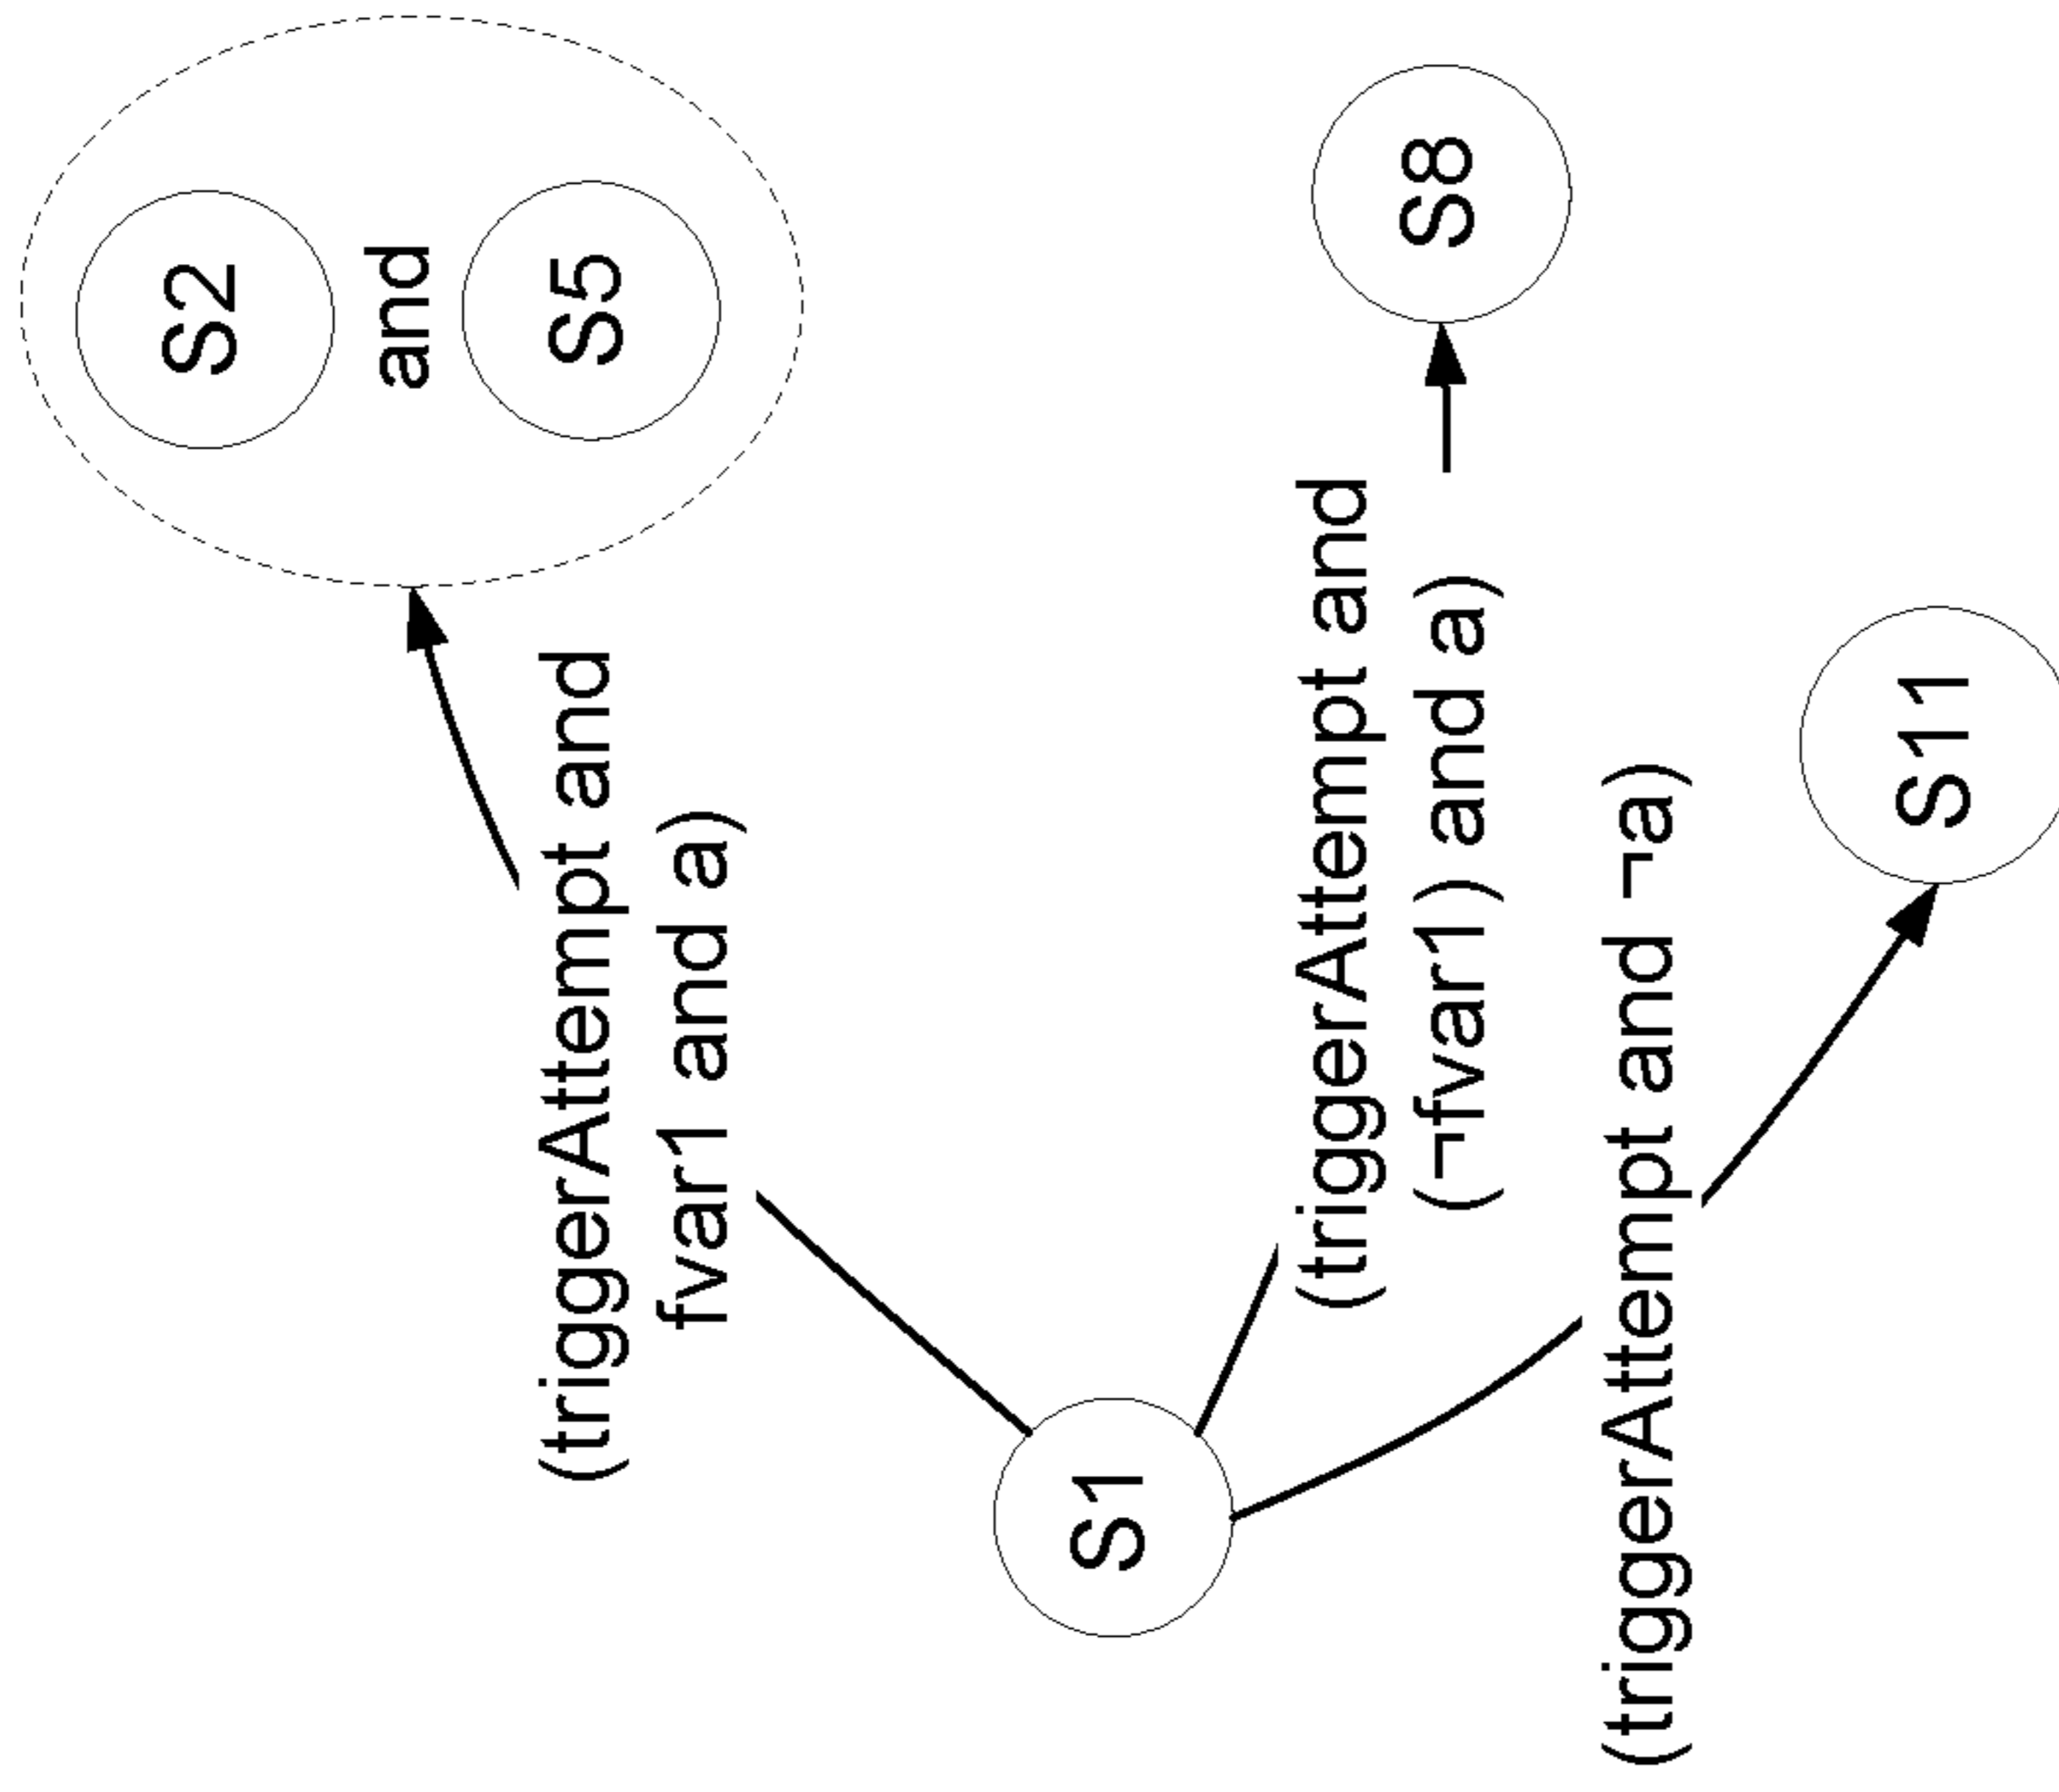 S2
and
S5
(triggerAttempt and
fvar1 and a)
S1
(triggerAttempt and
(¬fvar1) and a)
S8
(triggerAttempt and ¬a)
S11